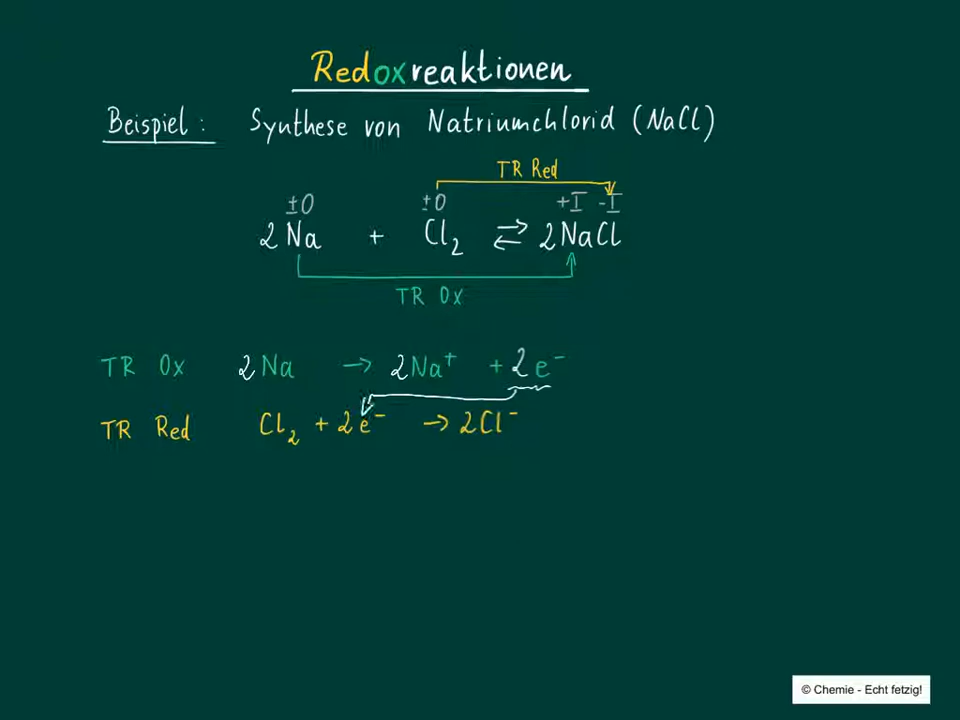 Redoxreaktionen
Beispiel: Synthese von Natriumchlorid (NaCl)
TR Red
±0 ±0 +I -I
2 Na + Cl₂ ⇌ 2 NaCl
TR Ox
TR Ox 2 Na → 2 Na⁺ + 2 e⁻
TR Red Cl₂ + 2 e⁻ → 2 Cl⁻
© Chemie - Echt fetzig!